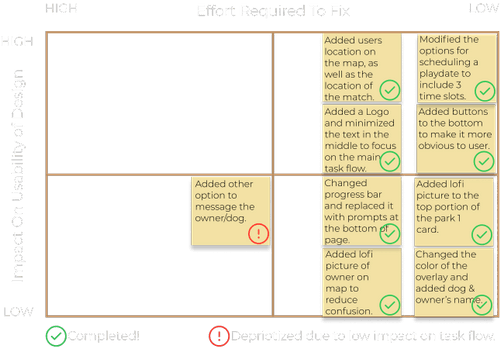 HIGH
Effort Required To Fix
LOW
HIGH
Impact On Usability of Design
LOW
Added users
location on
the map, as
well as the
location of
the match.
Modified the
options for
scheduling a
playdate to
include 3
time slots.
Added a Logo
and minimized
the text in the
middle to focus
on the main
task flow.
Added buttons
to the bottom
to make it more
obvious to user.
Added other
option to
message the
owner/dog.
Changed
progress bar
and replaced it
with prompts at
the bottom of
page.
Added lofi
picture to the
top portion of
the park 1
card.
Added lofi
picture of
owner on
map to
reduce
confusion.
Changed the
color of the
overlay and
added dog &
owner's name.
Completed!
Depriotized due to low impact on task flow.